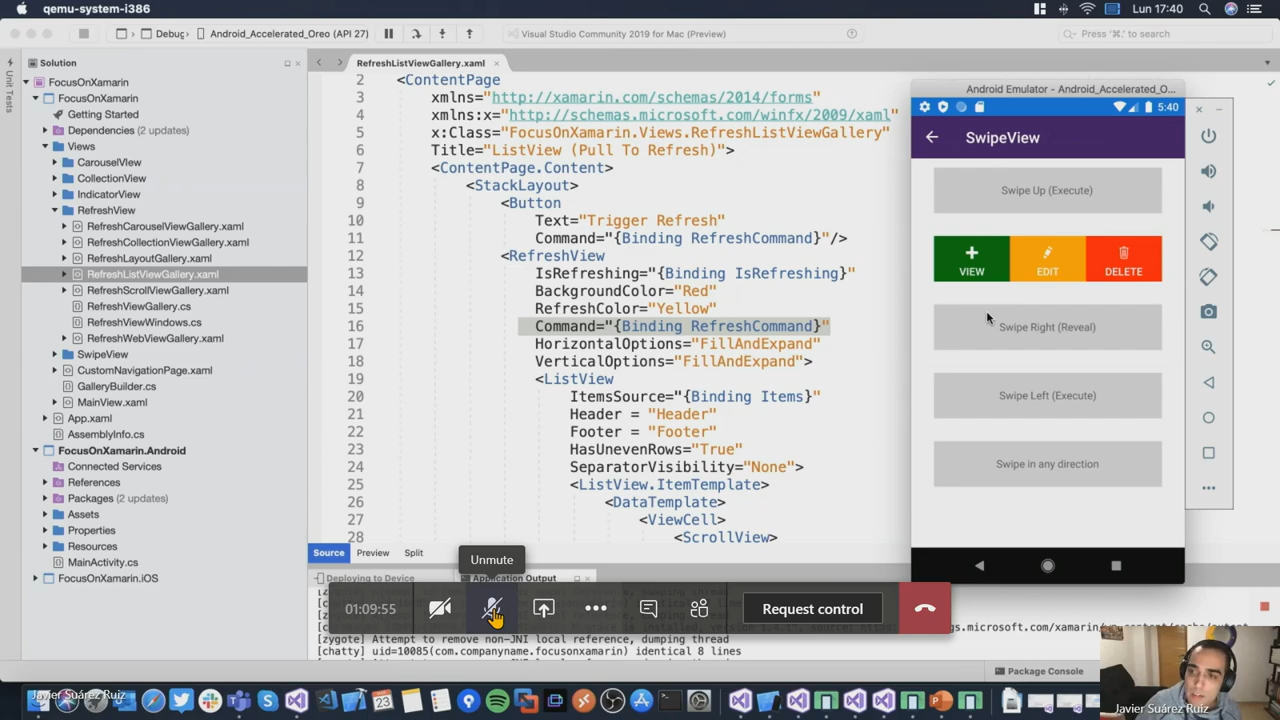 qemu-system-i386
Lun 17:40
Debug
Android_Accelerated_Oreo (API 27)
Visual Studio Community 2019 for Mac (Preview)
Press '⌘.' to search
Unit Tests
Solution
FocusOnXamarin
FocusOnXamarin
Getting Started
Dependencies (2 updates)
Views
CarouselView
CollectionView
IndicatorView
RefreshView
RefreshCarouselViewGallery.xaml
RefreshCollectionViewGallery.xaml
RefreshLayoutGallery.xaml
RefreshListViewGallery.xaml
RefreshScrollViewGallery.xaml
RefreshViewGallery.cs
RefreshViewWindows.cs
RefreshWebViewGallery.xaml
SwipeView
CustomNavigationPage.xaml
GalleryBuilder.cs
MainView.xaml
App.xaml
AssemblyInfo.cs
FocusOnXamarin.Android
Connected Services
References
Packages (2 updates)
Assets
Properties
Resources
MainActivity.cs
FocusOnXamarin.iOS
RefreshListViewGallery.xaml
2 <ContentPage
3 xmlns="http://xamarin.com/schemas/2014/forms"
4 xmlns:x="http://schemas.microsoft.com/winfx/2009/xaml"
5 x:Class="FocusOnXamarin.Views.RefreshListViewGallery"
6 Title="ListView (Pull To Refresh)">
7 <ContentPage.Content>
8 <StackLayout>
9 <Button
10 Text="Trigger Refresh"
11 Command="{Binding RefreshCommand}"/>
12 <RefreshView
13 IsRefreshing="{Binding IsRefreshing}"
14 BackgroundColor="Red"
15 RefreshColor="Yellow"
16 Command="{Binding RefreshCommand}"
17 HorizontalOptions="FillAndExpand"
18 VerticalOptions="FillAndExpand">
19 <ListView
20 ItemsSource="{Binding Items}"
21 Header = "Header"
22 Footer = "Footer"
23 HasUnevenRows="True"
24 SeparatorVisibility="None">
25 <ListView.ItemTemplate>
26 <DataTemplate>
27 <ViewCell>
28 <ScrollView>
Source Preview Split
Android Emulator - Android_Accelerated_O...
5:40
SwipeView
Swipe Up (Execute)
VIEW EDIT DELETE
Swipe Right (Reveal)
Swipe Left (Execute)
Swipe in any direction
Unmute
Deploying to Device
Application Output
01:09:55
Request control
[zygote] Attempt to remove non-JNI local reference, dumping thread
[chatty] uid=10085(com.companyname.focusonxamarin) identical 8 lines
Package Console
Javier Suárez Ruiz
23
Javier Suárez Ruiz